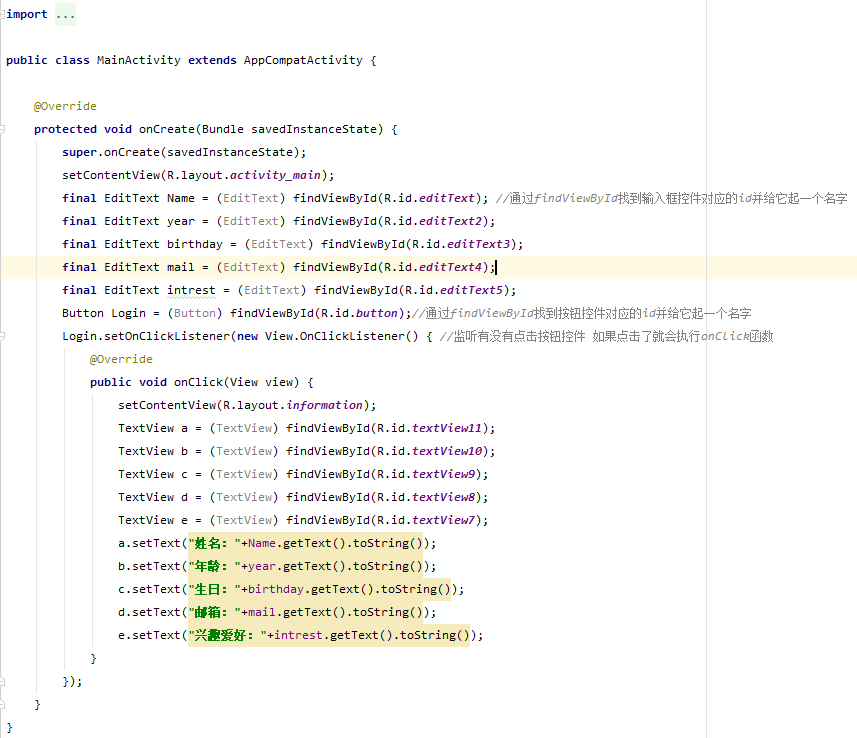 import ...
public class MainActivity extends AppCompatActivity {
@Override
protected void onCreate(Bundle savedInstanceState) {
super.onCreate(savedInstanceState);
setContentView(R.layout.activity_main);
final EditText Name = (EditText) findViewById(R.id.editText); //通过findViewById找到输入框控件对应的id并给它起一个名字
final EditText year = (EditText) findViewById(R.id.editText2);
final EditText birthday = (EditText) findViewById(R.id.editText3);
final EditText mail = (EditText) findViewById(R.id.editText4);
final EditText intrest = (EditText) findViewById(R.id.editText5);
Button Login = (Button) findViewById(R.id.button);//通过findViewById找到按钮控件对应的id并给它起一个名字
Login.setOnClickListener(new View.OnClickListener() { //监听有没有点击按钮控件 如果点击了就会执行onClick函数
@Override
public void onClick(View view) {
setContentView(R.layout.information);
TextView a = (TextView) findViewById(R.id.textView11);
TextView b = (TextView) findViewById(R.id.textView10);
TextView c = (TextView) findViewById(R.id.textView9);
TextView d = (TextView) findViewById(R.id.textView8);
TextView e = (TextView) findViewById(R.id.textView7);
a.setText("姓名："+Name.getText().toString());
b.setText("年龄："+year.getText().toString());
c.setText("生日："+birthday.getText().toString());
d.setText("邮箱："+mail.getText().toString());
e.setText("兴趣爱好："+intrest.getText().toString());
}
});
}
}